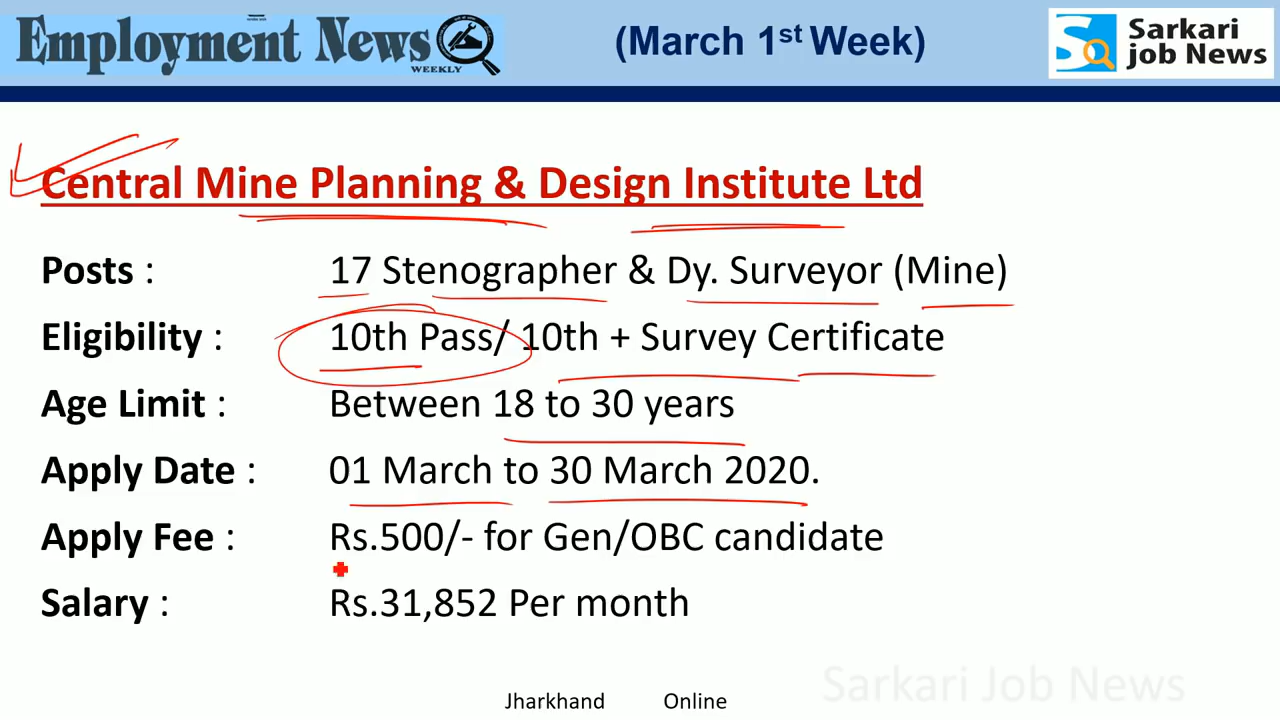 Employment News
WEEKLY
(March 1st Week)
Sarkari
Job News
Central Mine Planning & Design Institute Ltd
Posts : 17 Stenographer & Dy. Surveyor (Mine)
Eligibility : 10th Pass/ 10th + Survey Certificate
Age Limit : Between 18 to 30 years
Apply Date : 01 March to 30 March 2020.
Apply Fee : Rs.500/- for Gen/OBC candidate
Salary : Rs.31,852 Per month
Sarkari Job News
Jharkhand Online